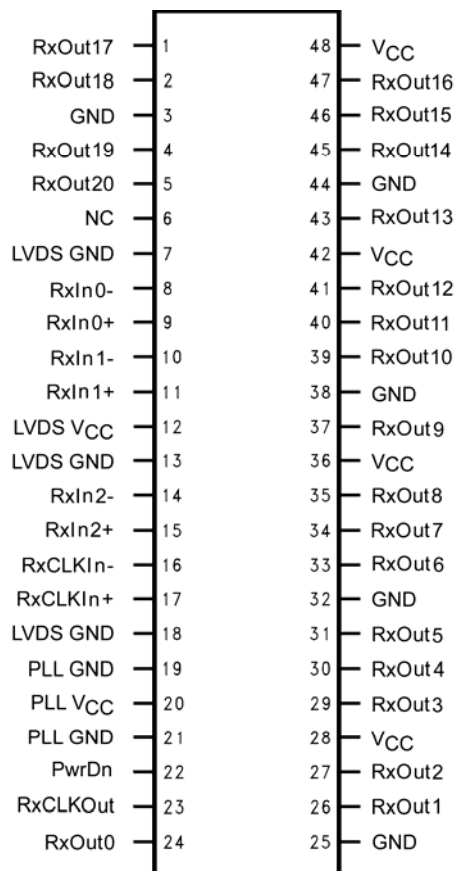 RxOut17 1 48 VCC
RxOut18 2 47 RxOut16
GND 3 46 RxOut15
RxOut19 4 45 RxOut14
RxOut20 5 44 GND
NC 6 43 RxOut13
LVDS GND 7 42 VCC
RxIn0- 8 41 RxOut12
RxIn0+ 9 40 RxOut11
RxIn1- 10 39 RxOut10
RxIn1+ 11 38 GND
LVDS VCC 12 37 RxOut9
LVDS GND 13 36 VCC
RxIn2- 14 35 RxOut8
RxIn2+ 15 34 RxOut7
RxCLKIn- 16 33 RxOut6
RxCLKIn+ 17 32 GND
LVDS GND 18 31 RxOut5
PLL GND 19 30 RxOut4
PLL VCC 20 29 RxOut3
PLL GND 21 28 VCC
PwrDn 22 27 RxOut2
RxCLKOut 23 26 RxOut1
RxOut0 24 25 GND